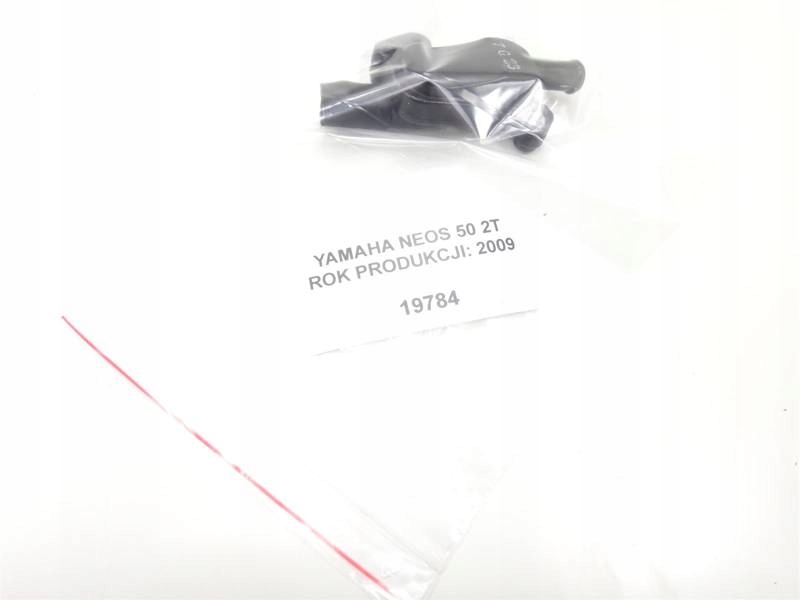 YAMAHA NEOS 50 2T
ROK PRODUKCJI: 2009
19784